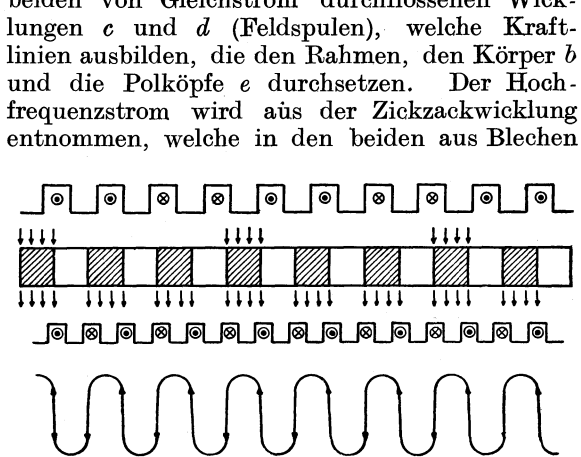 beiden von Gleichstrom durchflossenen Wick-
lungen c und d (Feldspulen), welche Kraft-
linien ausbilden, die den Rahmen, den Körper b
und die Polköpfe e durchsetzen. Der Hoch-
frequenzstrom wird aus der Zickzackwicklung
entnommen, welche in den beiden aus Blechen